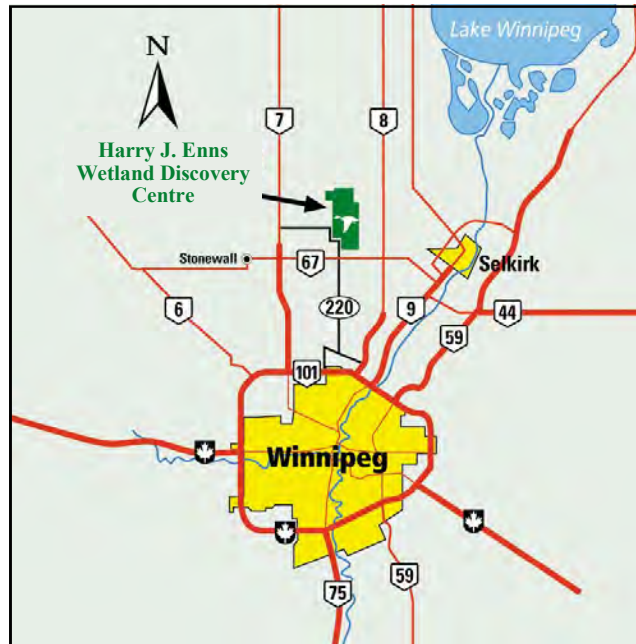 Lake Winnipeg
N
7
8
Harry J. Enns
Wetland Discovery
Centre
Stonewall
67
Selkirk
6
220
9
44
59
101
Winnipeg
59
75